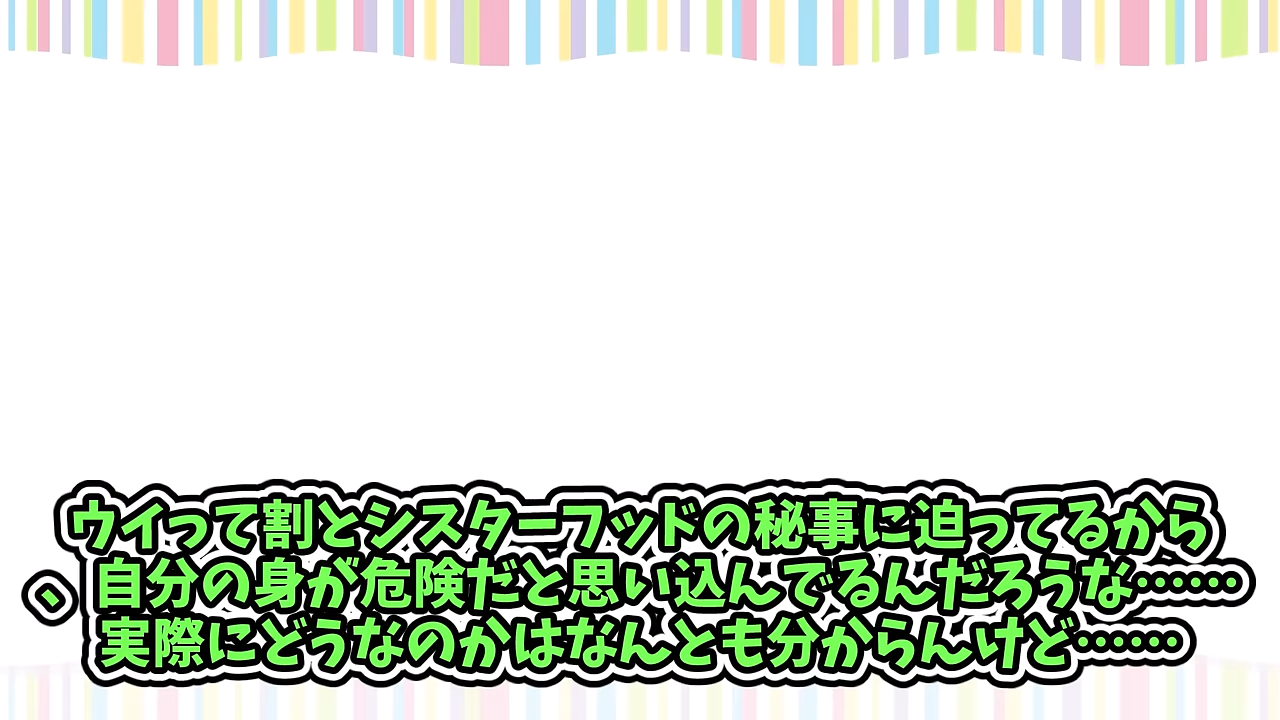 ウイって割とシスターフッドの秘事に迫ってるから
、自分の身が危険だと思い込んでるんだろうな……
実際にどうなのかはなんとも分からんけど……